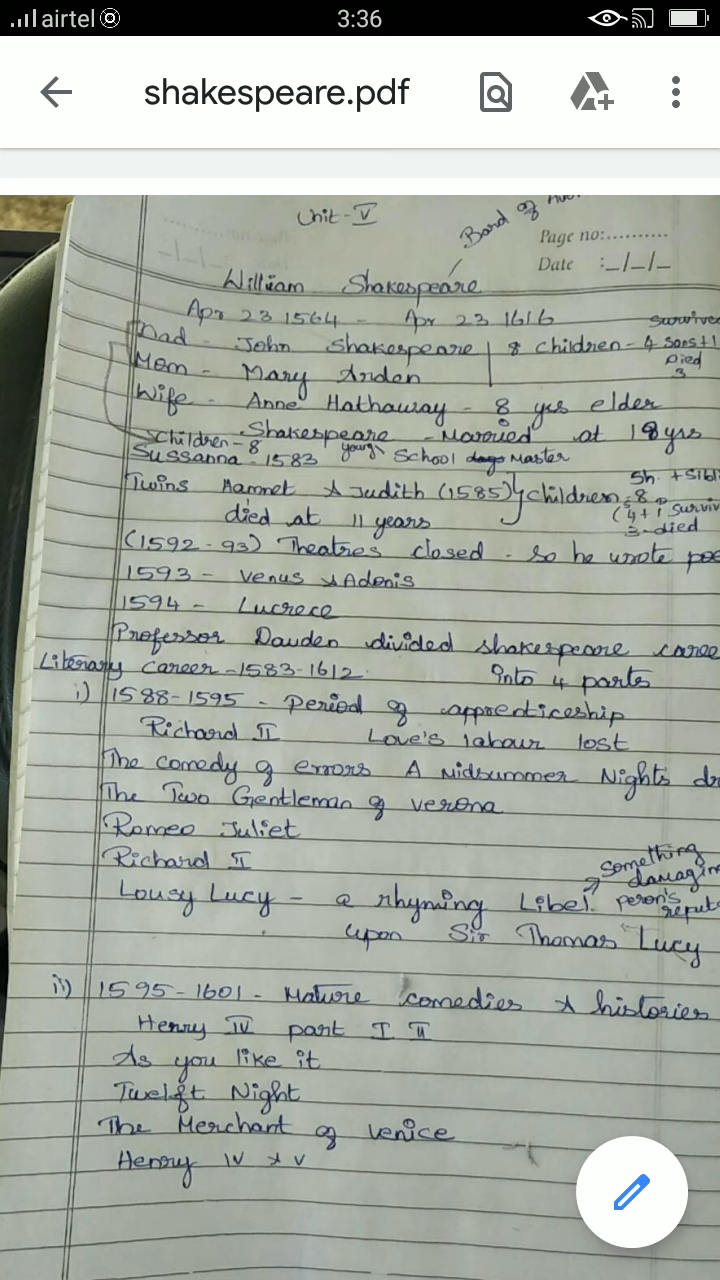 airtel
3:36
shakespeare.pdf
Unit-V
Bard of
Page no:..........
Date :_/_/_
William Shakespeare
Apr 23 1564 - Apr 23 1616
Dad - John Shakespeare | 8 children - 4 sons+1
survive
Died
3
Mom - Mary Arden
Wife - Anne Hathaway - 8 yrs elder
Shakespeare - Married at 18 yrs
children - 8
Sussanna - 1583 young School Master
Twins Hamnet & Judith (1585) children - 8
Sh. + Sibl
(4+1 surviv
3-died
died at 11 years
(1592-93) Theatres closed - so he wrote poe
1593 - Venus & Adonis
1594 - Lucrece
Professor Dauden divided shakespeare caree
Literary career - 1583-1612. into 4 parts
i) 1588-1595 - Period of apprenticeship
Richard II Love's labour lost
The comedy of errors A Midsummer Nights dr
The Two Gentleman of verona
Romeo Juliet
Richard II
Lousy Lucy - a rhyming Libel.
something
damagin
person's
reput
upon Sir Thomas Lucy
ii) 1595-1601 - Mature comedies & histories
Henry IV part I II
As you like it
Twelft Night
The Merchant of venice
Henry IV & V